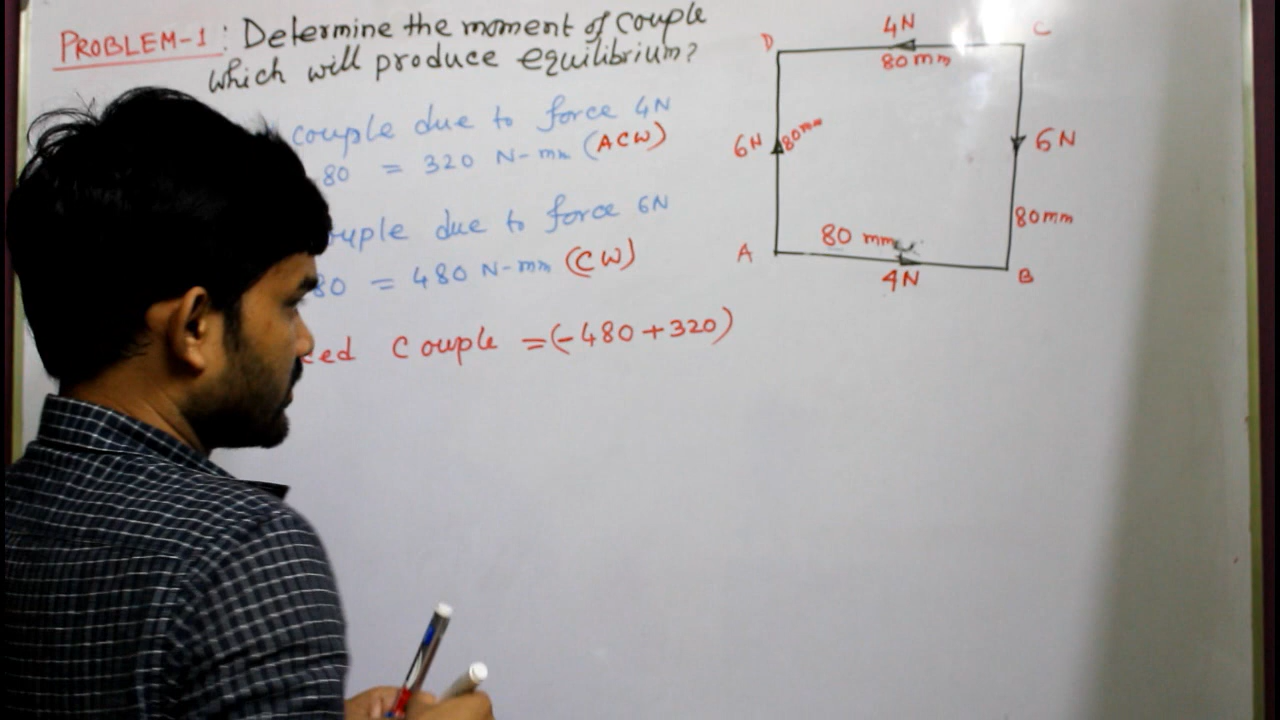 PROBLEM-1: Determine the moment of couple
which will produce equilibrium?
couple due to force 4N
80 = 320 N-mm (ACW)
due to force 6N
80 = 480 N-mm (CW)
Couple = (-480+320)
D
4N
C
80 mm
6N
80mm
6N
80mm
A
80 mm
4N
B